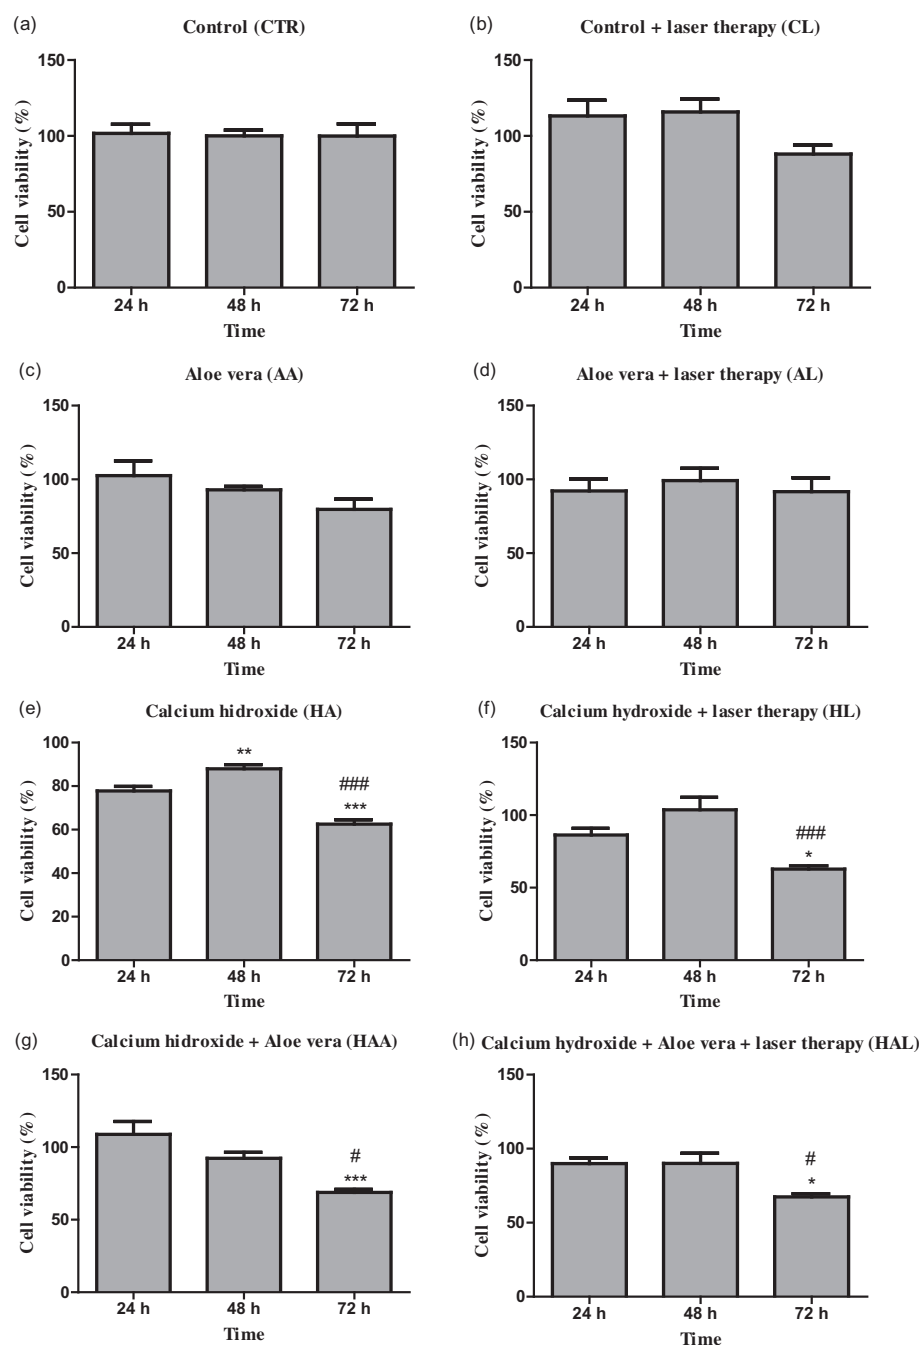 (a) Control (CTR)
Cell viability (%)
150
100
50
0
24 h 48 h 72 h
Time
(b) Control + laser therapy (CL)
Cell viability (%)
150
100
50
0
24 h 48 h 72 h
Time
(c) Aloe vera (AA)
Cell viability (%)
150
100
50
0
24 h 48 h 72 h
Time
(d) Aloe vera + laser therapy (AL)
Cell viability (%)
150
100
50
0
24 h 48 h 72 h
Time
(e) Calcium hidroxide (HA)
Cell viability (%)
100
80
60
40
20
0
**
###
***
24 h 48 h 72 h
Time
(f) Calcium hydroxide + laser therapy (HL)
Cell viability (%)
150
100
50
0
###
*
24 h 48 h 72 h
Time
(g) Calcium hidroxide + Aloe vera (HAA)
Cell viability (%)
150
100
50
0
#
***
24 h 48 h 72 h
Time
(h) Calcium hydroxide + Aloe vera + laser therapy (HAL)
Cell viability (%)
150
100
50
0
#
*
24 h 48 h 72 h
Time